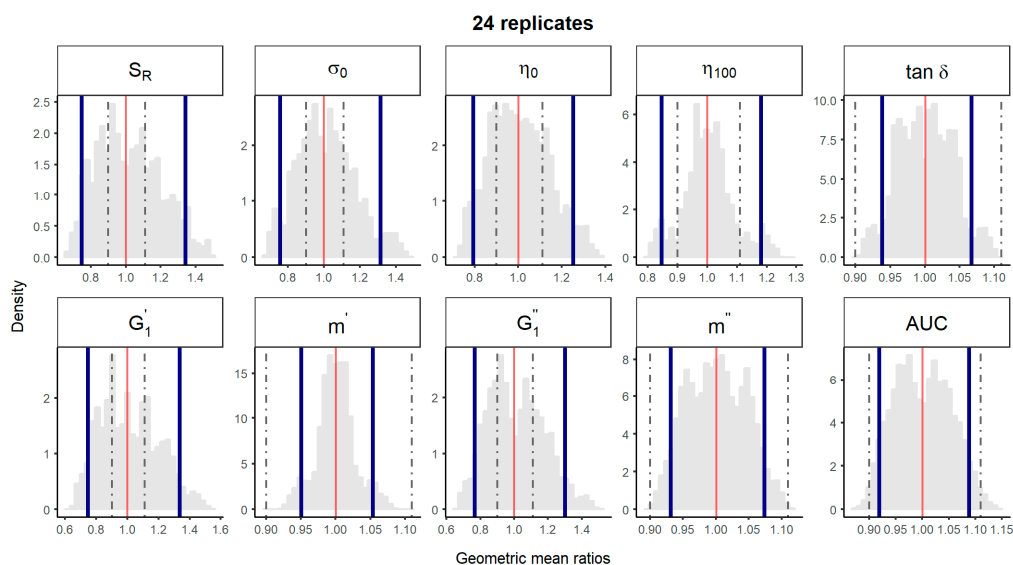 24 replicates
S_R σ_0 η_0 η_100 tan δ
2.5
2.0
1.5
1.0
0.5
0.0
0.8 1.0 1.2 1.4
2
1
0
0.8 1.0 1.2 1.4
2
1
0
0.8 1.0 1.2 1.4
6
4
2
0
0.8 0.9 1.0 1.1 1.2 1.3
10.0
7.5
5.0
2.5
0.0
0.90 0.95 1.00 1.05 1.10
Density
G'_1 m' G"_1 m" AUC
2
1
0
0.6 0.8 1.0 1.2 1.4 1.6
15
10
5
0
0.90 0.95 1.00 1.05 1.10
2
1
0
0.6 0.8 1.0 1.2 1.4
8
6
4
2
0
0.90 0.95 1.00 1.05 1.10
6
4
2
0
0.90 0.95 1.00 1.05 1.10 1.15
Geometric mean ratios